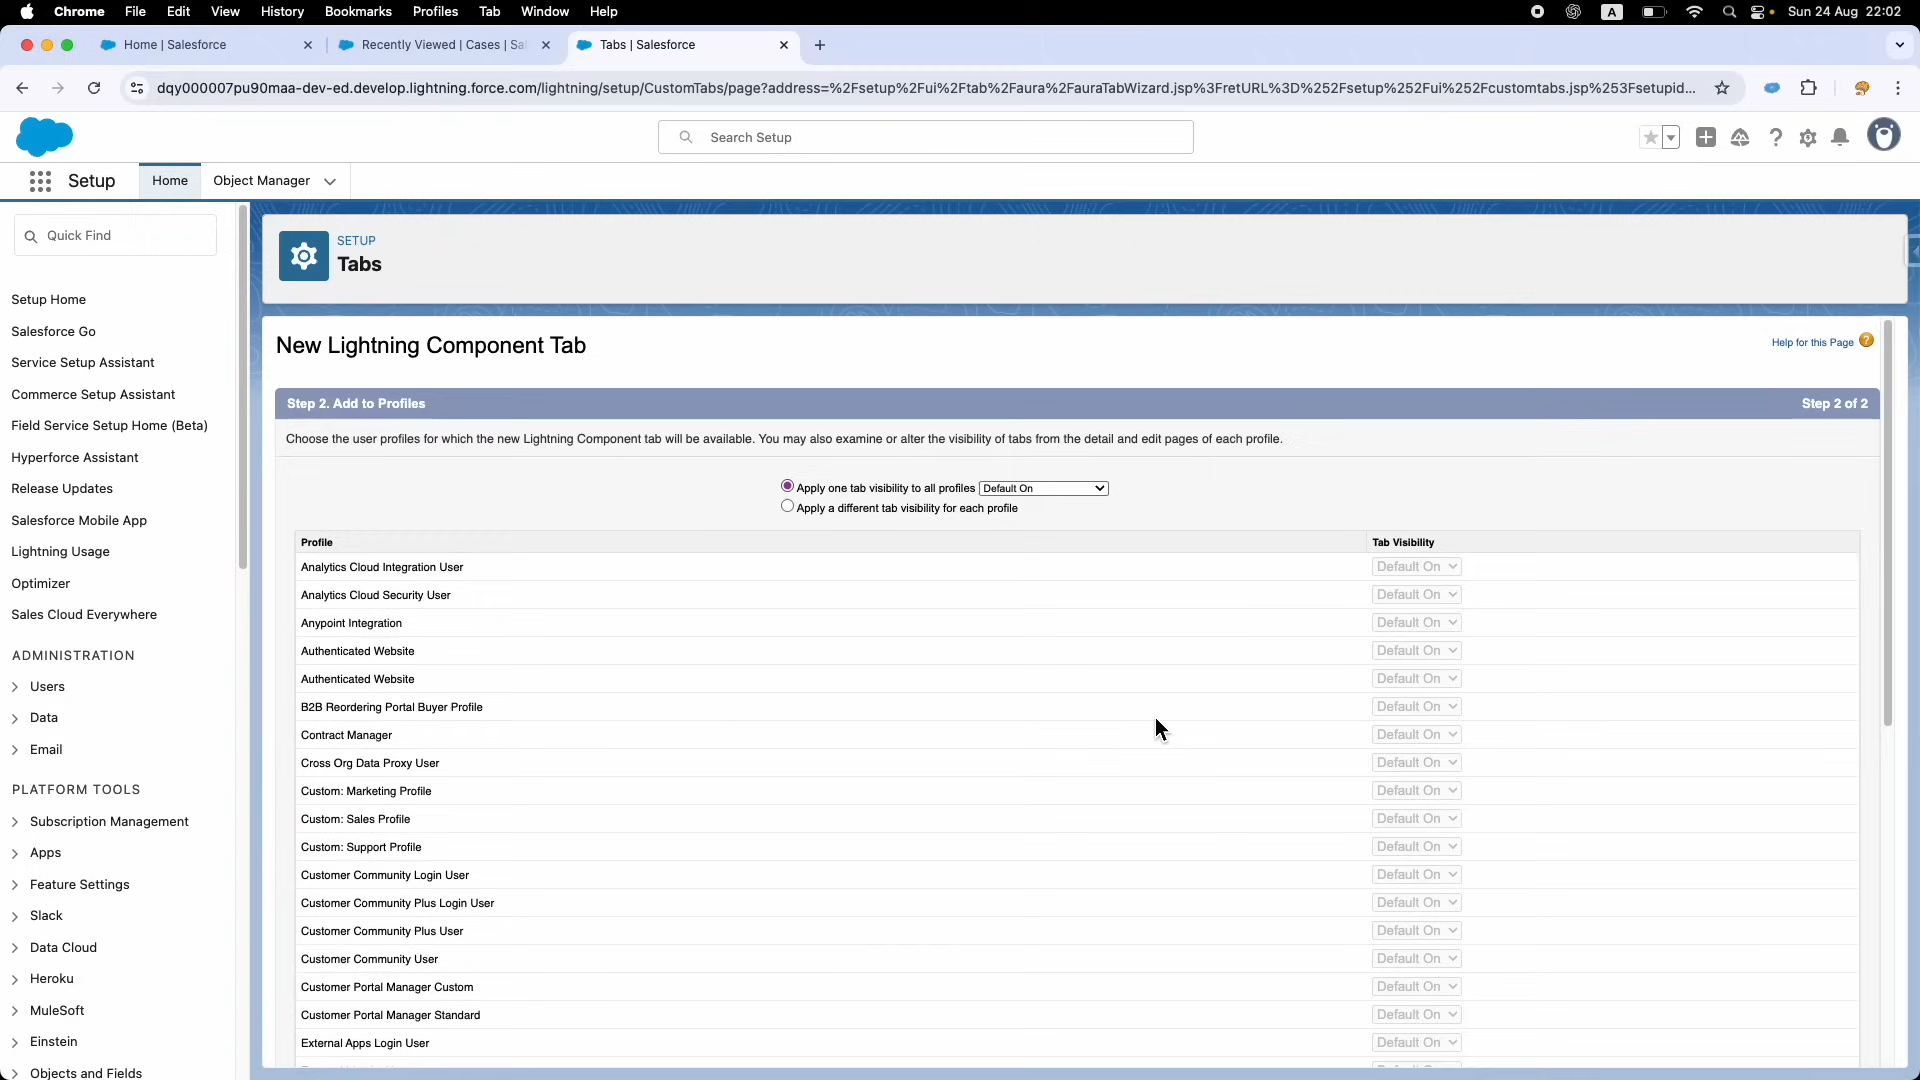 Chrome File Edit View History Bookmarks Profiles Tab Window Help A Sun 24 Aug 22:02
Home | Salesforce Recently Viewed | Cases | Sal Tabs | Salesforce
dqy000007pu90maa-dev-ed.develop.lightning.force.com/lightning/setup/CustomTabs/page?address=%2Fsetup%2Fui%2Ftab%2Faura%2FauraTabWizard.jsp%3FretURL%3D%252Fsetup%252Fui%252Fcustomtabs.jsp%253Fsetupid...
Search Setup
Setup Home Object Manager
Quick Find
SETUP
Tabs
Setup Home
Salesforce Go
Service Setup Assistant
Commerce Setup Assistant
Field Service Setup Home (Beta)
Hyperforce Assistant
Release Updates
Salesforce Mobile App
Lightning Usage
Optimizer
Sales Cloud Everywhere
ADMINISTRATION
Users
Data
Email
PLATFORM TOOLS
Subscription Management
Apps
Feature Settings
Slack
Data Cloud
Heroku
MuleSoft
Einstein
Objects and Fields
New Lightning Component Tab
Help for this Page ?
Step 2. Add to Profiles Step 2 of 2
Choose the user profiles for which the new Lightning Component tab will be available. You may also examine or alter the visibility of tabs from the detail and edit pages of each profile.
Apply one tab visibility to all profiles Default On
Apply a different tab visibility for each profile
Profile Tab Visibility
Analytics Cloud Integration User Default On
Analytics Cloud Security User Default On
Anypoint Integration Default On
Authenticated Website Default On
Authenticated Website Default On
B2B Reordering Portal Buyer Profile Default On
Contract Manager Default On
Cross Org Data Proxy User Default On
Custom: Marketing Profile Default On
Custom: Sales Profile Default On
Custom: Support Profile Default On
Customer Community Login User Default On
Customer Community Plus Login User Default On
Customer Community Plus User Default On
Customer Community User Default On
Customer Portal Manager Custom Default On
Customer Portal Manager Standard Default On
External Apps Login User Default On